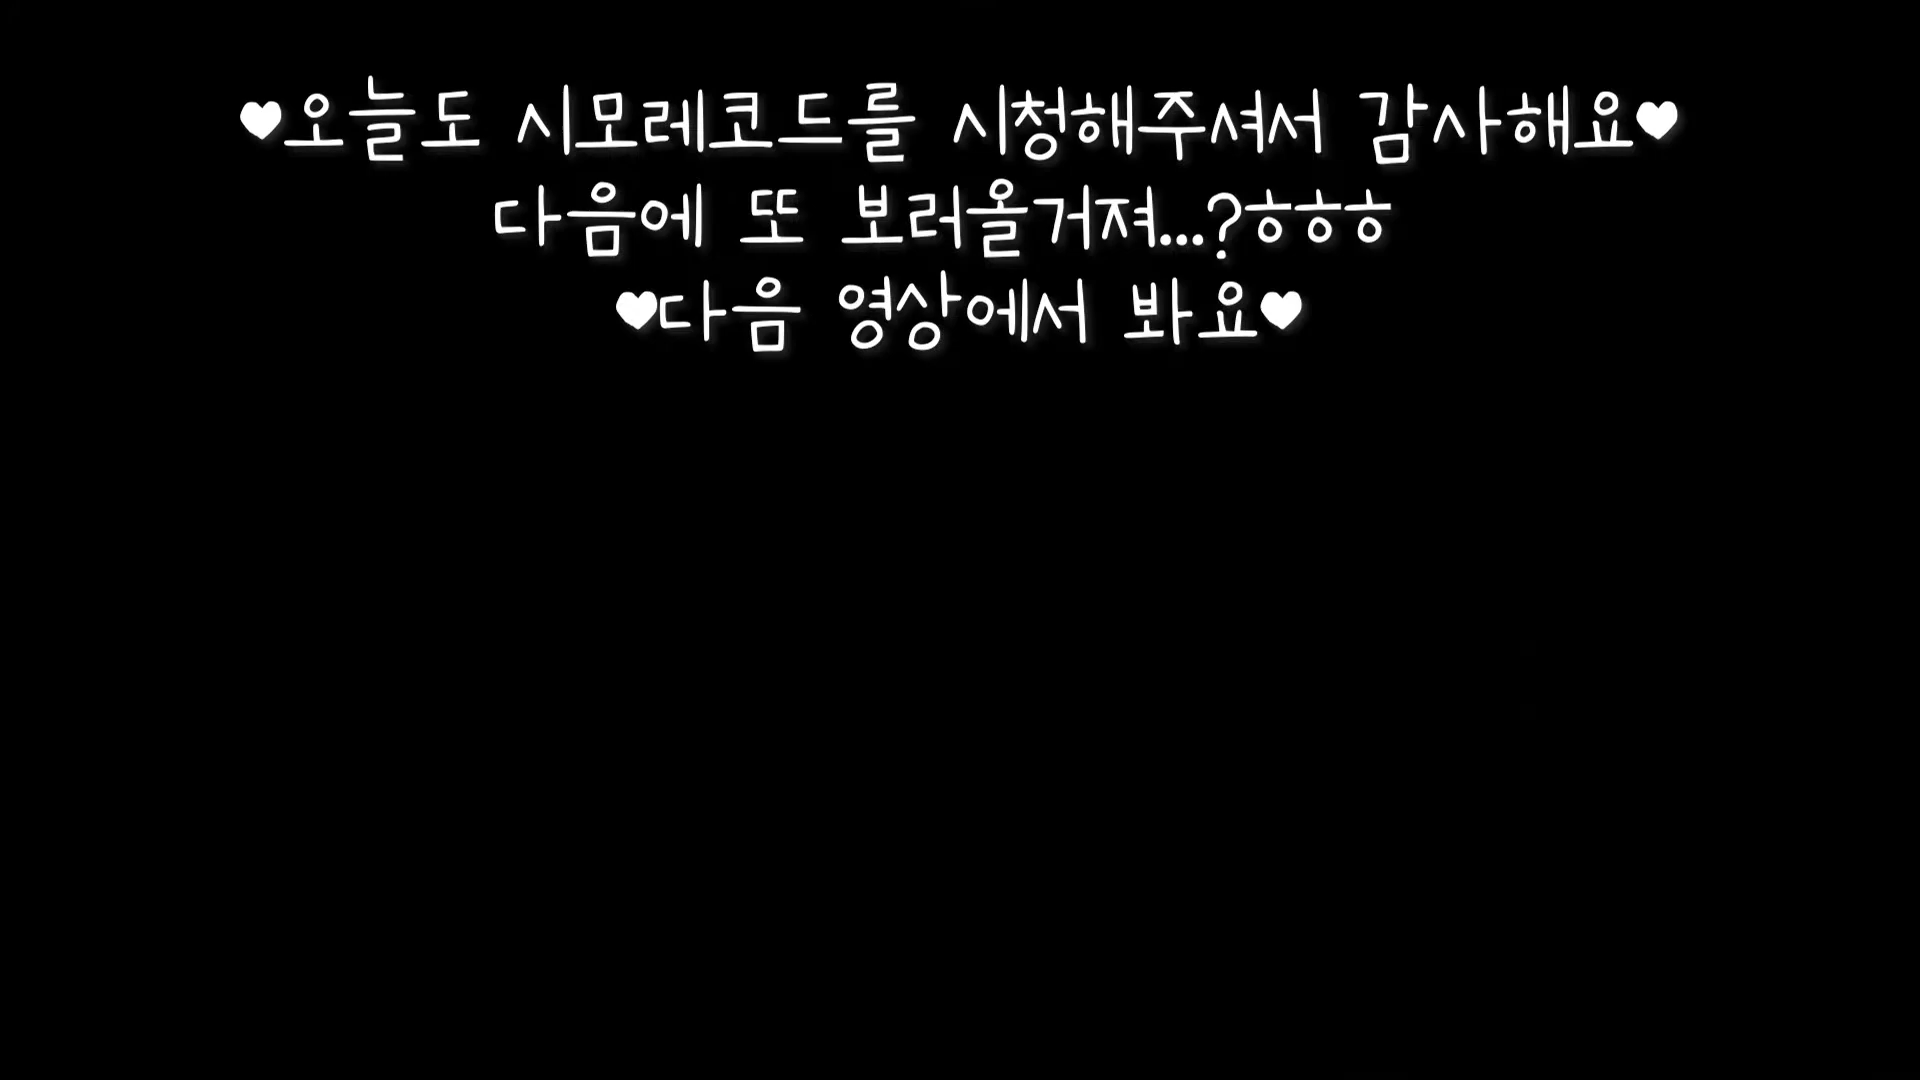 ♥오늘도 시모레코드를 시청해주셔서 감사해요♥
다음에 또 보러올거져...?ㅎㅎㅎ
♥다음 영상에서 봐요♥